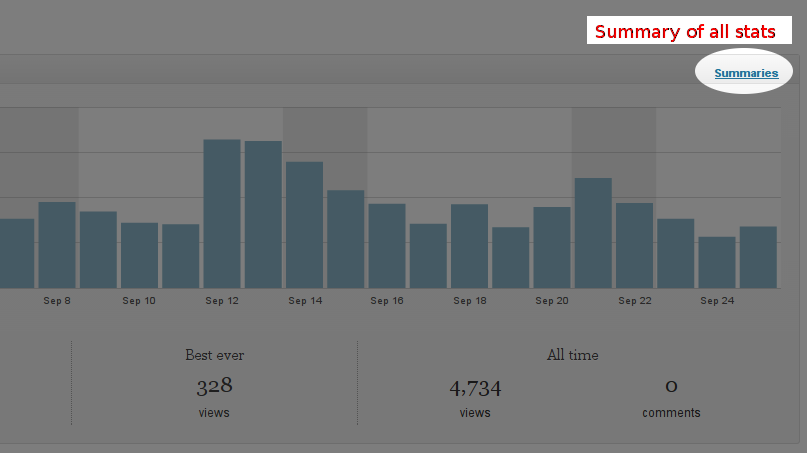 Summary of all stats
Summaries
Sep 8 Sep 10 Sep 12 Sep 14 Sep 16 Sep 18 Sep 20 Sep 22 Sep 24
Best ever All time
328 4,734 0
views views comments